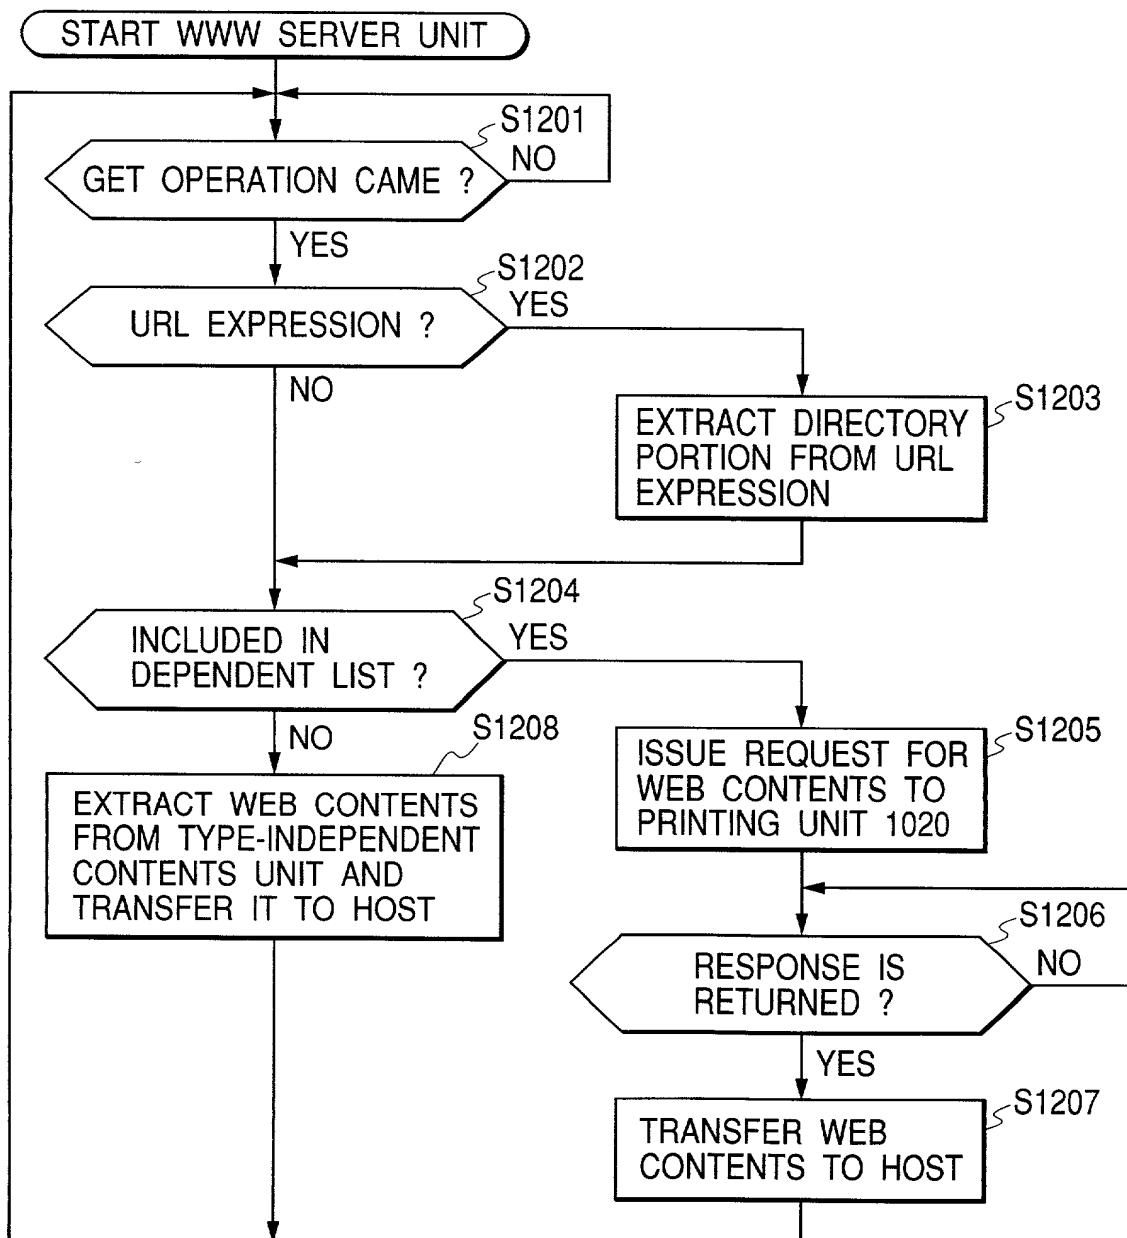 START WWW SERVER UNIT
S1201
GET OPERATION CAME ?
NO
YES
S1202
URL EXPRESSION ?
YES
NO
S1203
EXTRACT DIRECTORY
PORTION FROM URL
EXPRESSION
S1204
INCLUDED IN
DEPENDENT LIST ?
YES
NO
S1208
EXTRACT WEB CONTENTS
FROM TYPE-INDEPENDENT
CONTENTS UNIT AND
TRANSFER IT TO HOST
S1205
ISSUE REQUEST FOR
WEB CONTENTS TO
PRINTING UNIT 1020
S1206
RESPONSE IS
RETURNED ?
NO
YES
S1207
TRANSFER WEB
CONTENTS TO HOST